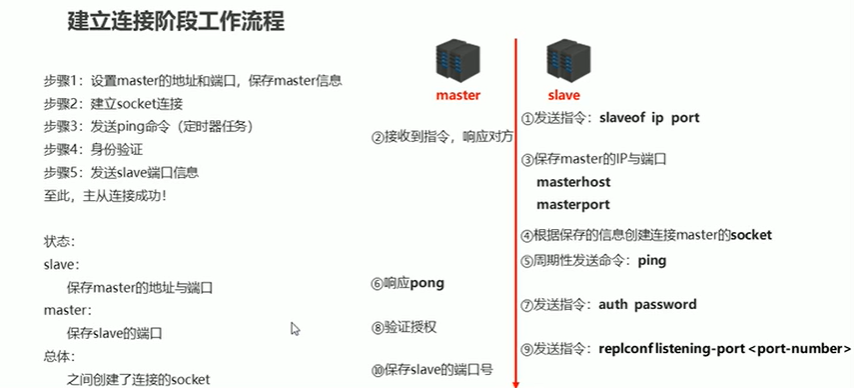 建立连接阶段工作流程
步骤1：设置master的地址和端口，保存master信息
步骤2：建立socket连接
步骤3：发送ping命令（定时器任务）
步骤4：身份验证
步骤5：发送slave端口信息
至此，主从连接成功！
状态：
slave：
保存master的地址与端口
master：
保存slave的端口
总体：
之间创建了连接的socket
master
slave
①发送指令：slaveof ip port
②接收到指令，响应对方
③保存master的IP与端口
masterhost
masterport
④根据保存的信息创建连接master的socket
⑤周期性发送命令：ping
⑥响应pong
⑦发送指令：auth password
⑧验证授权
⑨发送指令：replconf listening-port <port-number>
⑩保存slave的端口号